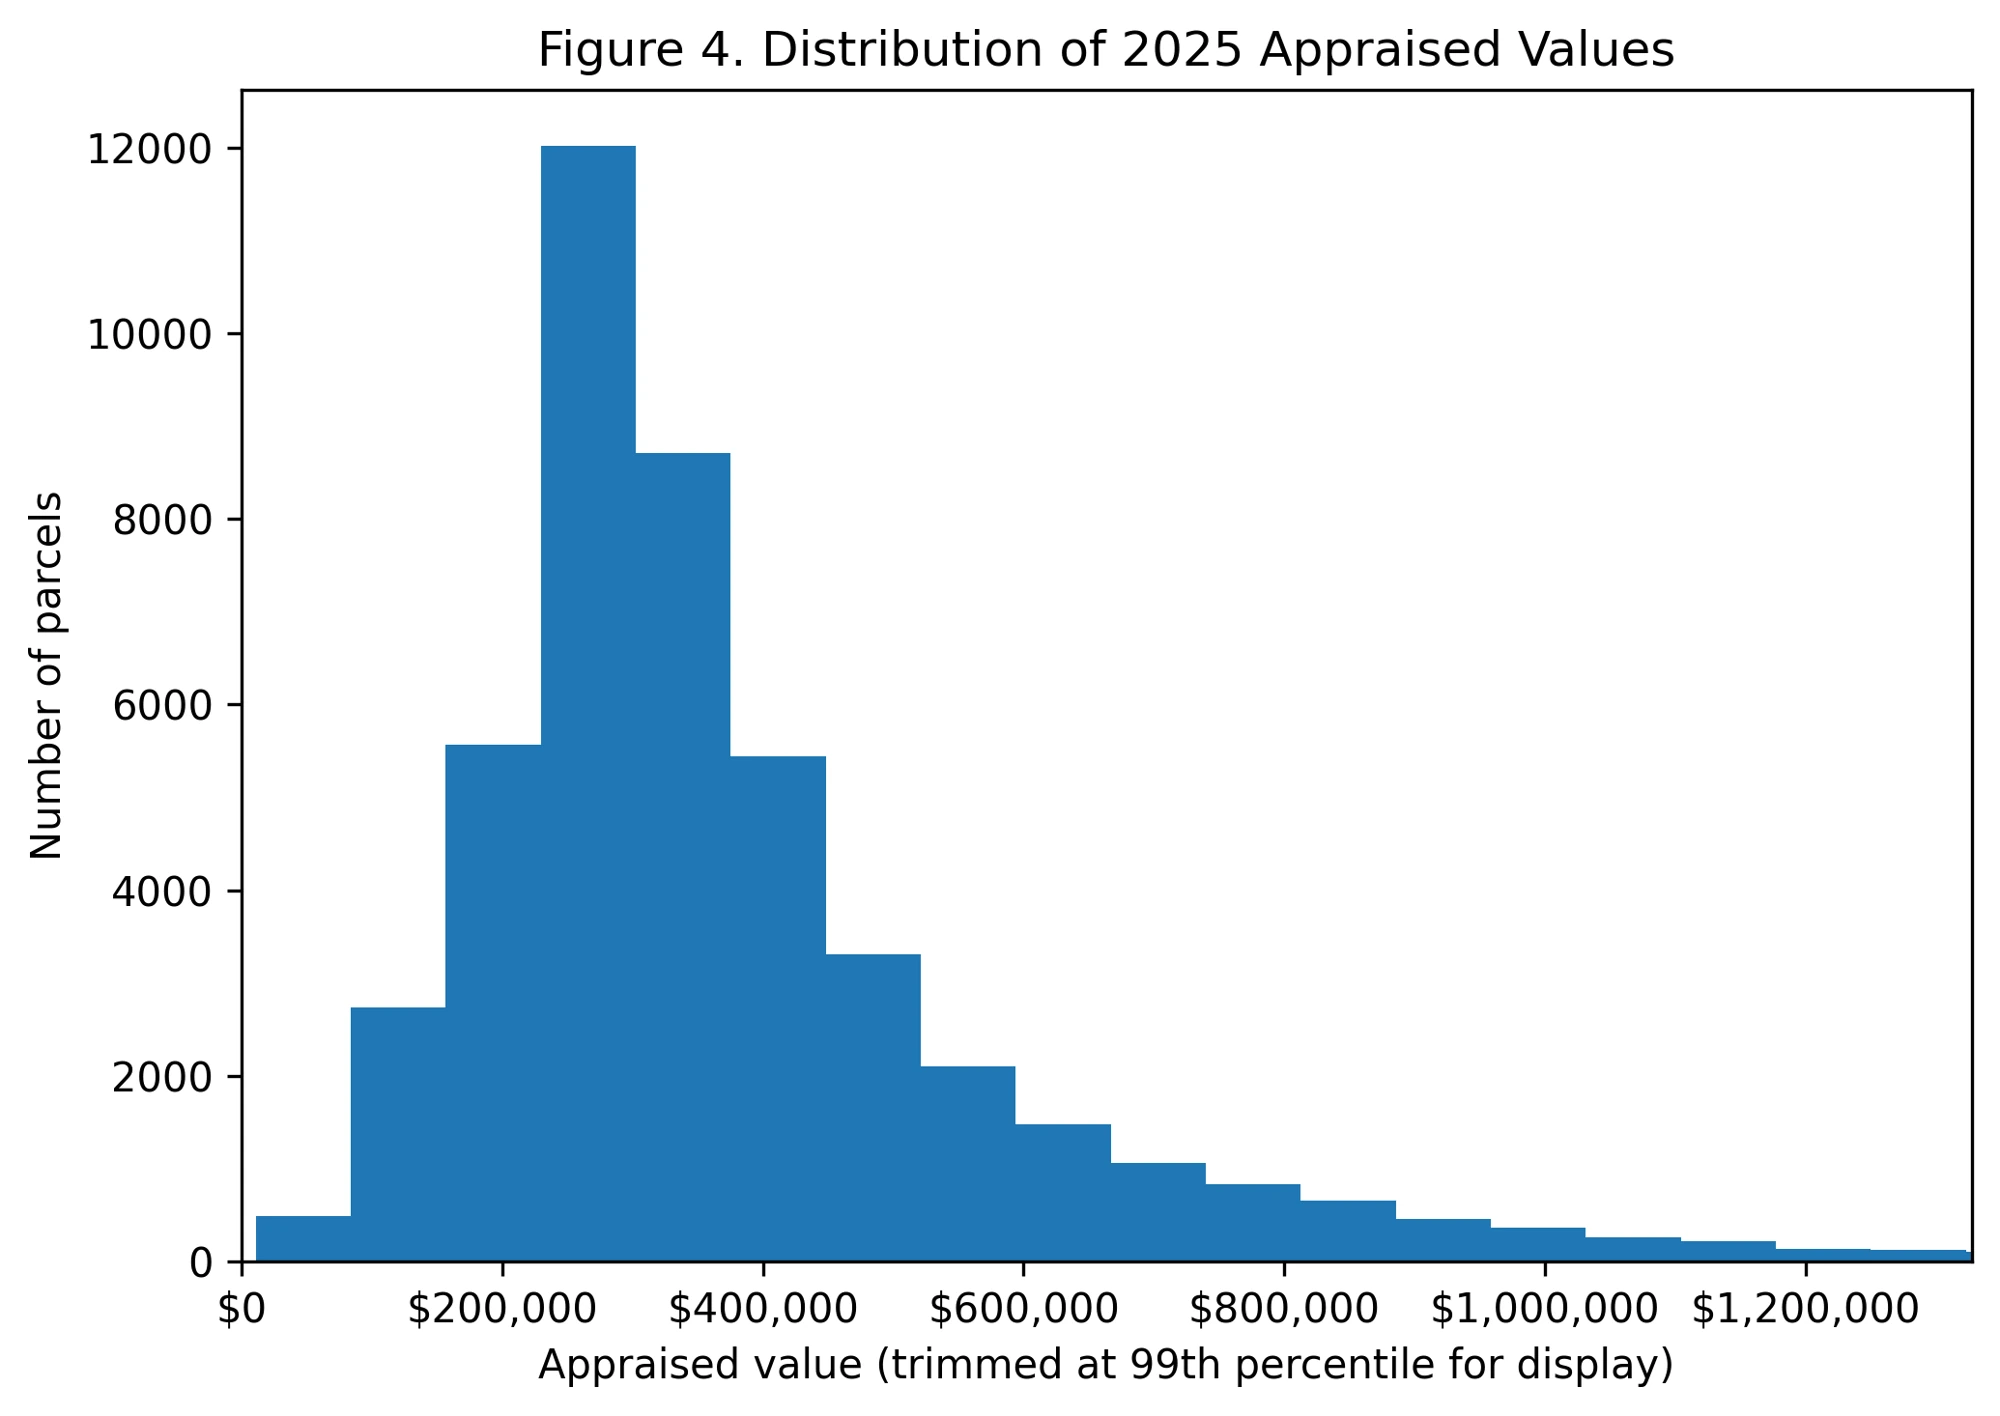 Figure 4. Distribution of 2025 Appraised Values
12000
10000
8000
6000
4000
2000
0
Number of parcels
$0 $200,000 $400,000 $600,000 $800,000 $1,000,000 $1,200,000
Appraised value (trimmed at 99th percentile for display)